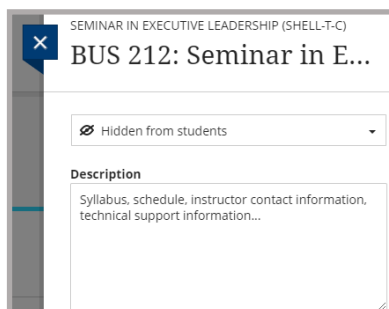 SEMINAR IN EXECUTIVE LEADERSHIP (SHELL-T-C)
BUS 212: Seminar in E...
Hidden from students
Description
Syllabus, schedule, instructor contact information,
technical support information...